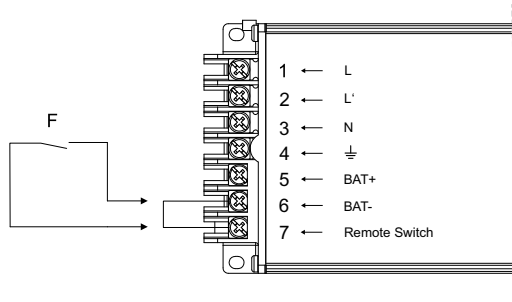 F
1 ← L
2 ← L'
3 ← N
4 ← ⏚
5 ← BAT+
6 ← BAT-
7 ← Remote Switch